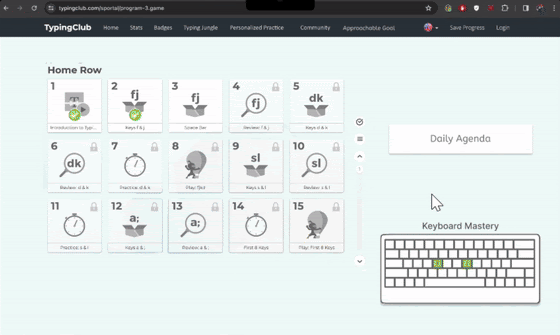 typingclub.com/sportal/program-3.game
TypingClub Home Stats Badges Typing Jungle Personalized Practice Community Approachable Goal Save Progress Login
Home Row
1 2 3 4 5
fj fj fj dk
Introduction to Typ... Keys f & j Space Bar Review f & j Keys d & k
Daily Agenda
6 7 8 9 10
dk sl sl
Review d & k Practice d & k Play! Keys s & l Review s & l
11 12 13 14 15
a; a;
Practice s & l Keys a & ; Review a & ; First 8 Keys Play! First 8 Keys
Keyboard Mastery